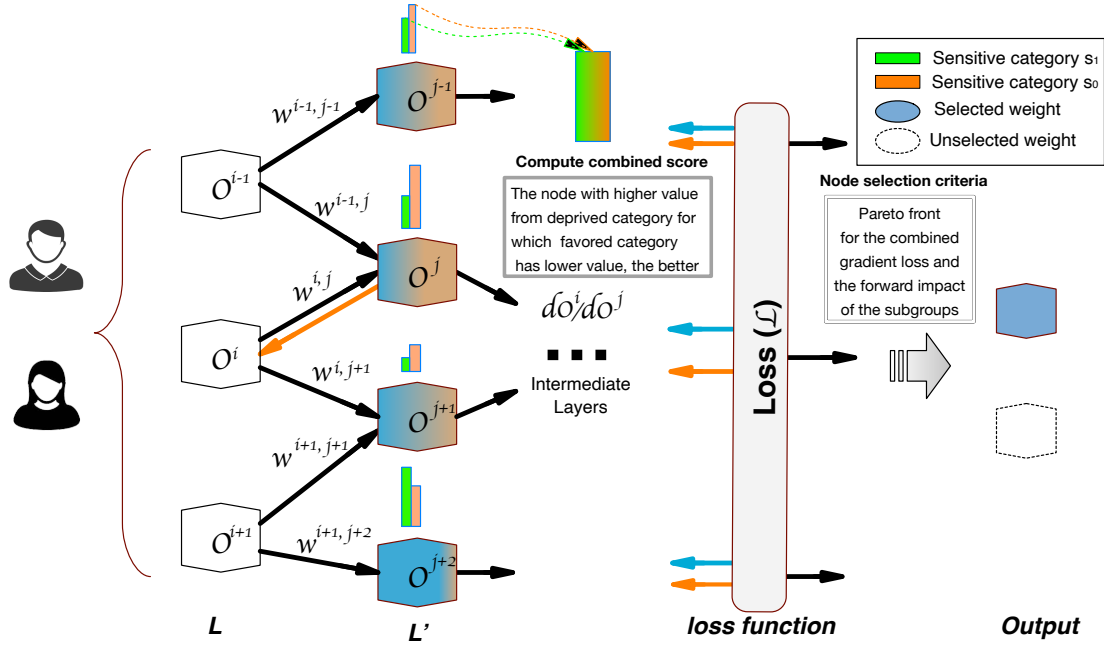 Sensitive category s₁
Sensitive category s₀
Selected weight
Unselected weight
O^{j-1}
w^{i-1, j-1}
O^{i-1}
w^{i-1, j}
O^{j}
w^{i, j}
O^{i}
w^{i, j+1}
O^{j+1}
w^{i+1, j+1}
O^{i+1}
w^{i+1, j+2}
O^{j+2}
Compute combined score
The node with higher value
from deprived category for
which favored category
has lower value, the better
dO^{i}/dO^{j}
Intermediate
Layers
Loss (𝒯)
Node selection criteria
Pareto front
for the combined
gradient loss and
the forward impact
of the subgroups
L
L’
loss function
Output